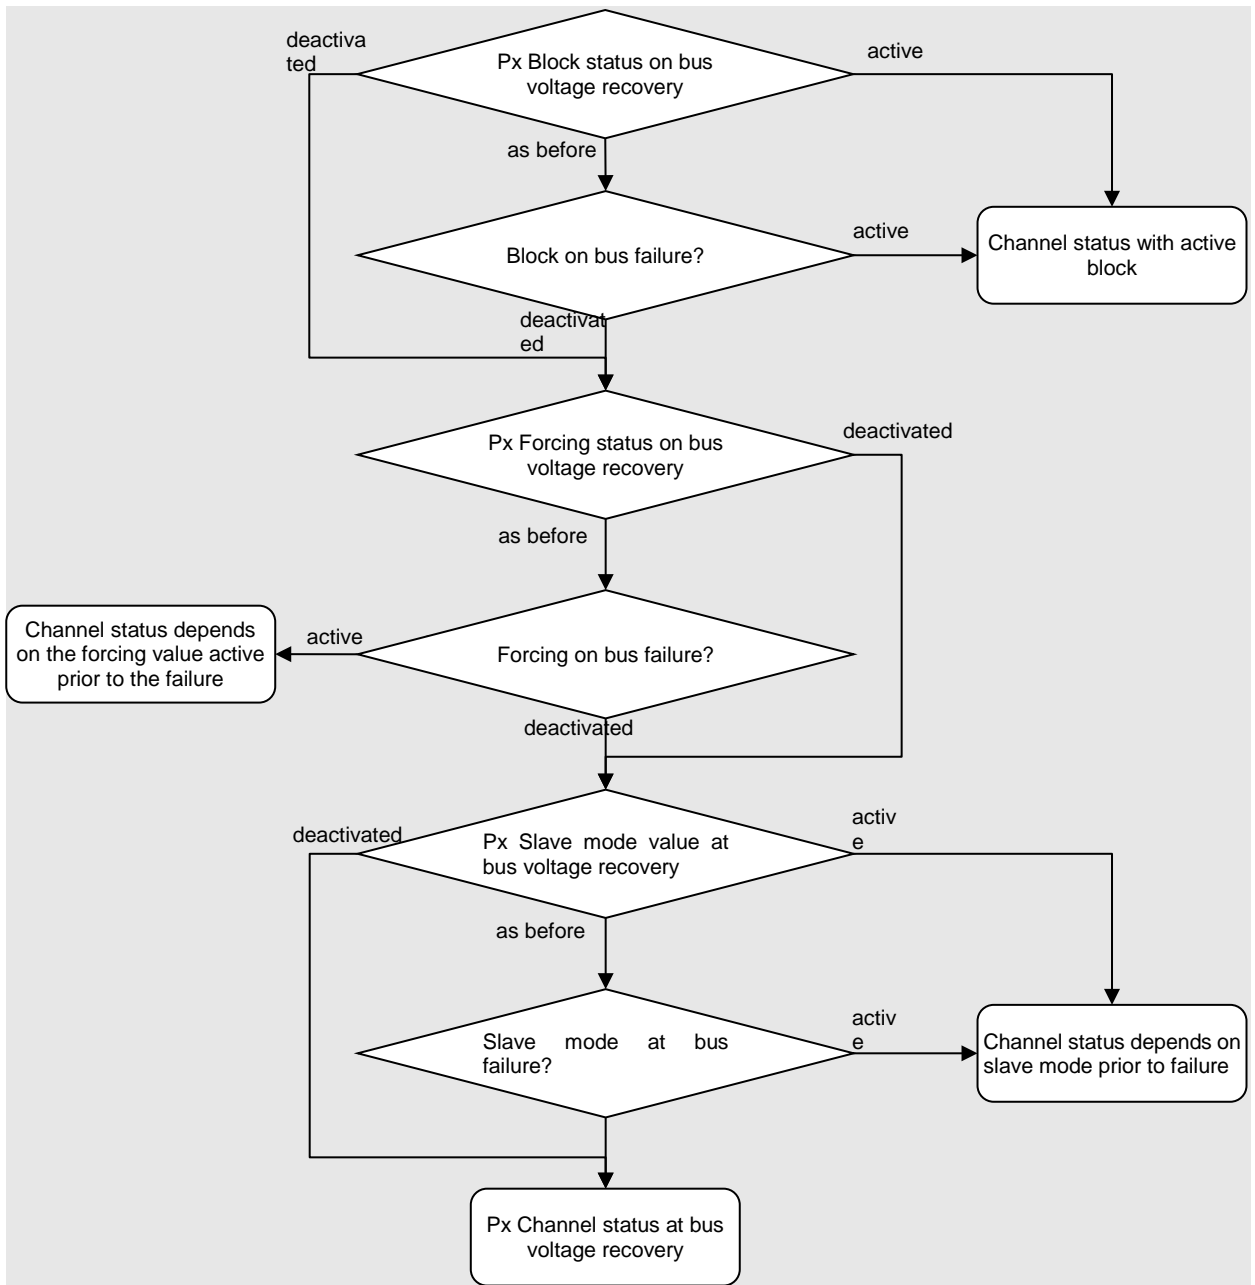 deactiva
ted
Px Block status on bus
voltage recovery
active
as before
Block on bus failure?
active
Channel status with active
block
deactivat
ed
Px Forcing status on bus
voltage recovery
deactivated
as before
Channel status depends
on the forcing value active
prior to the failure
active
Forcing on bus failure?
deactivated
deactivated
Px Slave mode value at
bus voltage recovery
activ
e
as before
Slave mode at bus
failure?
activ
e
Channel status depends on
slave mode prior to failure
Px Channel status at bus
voltage recovery